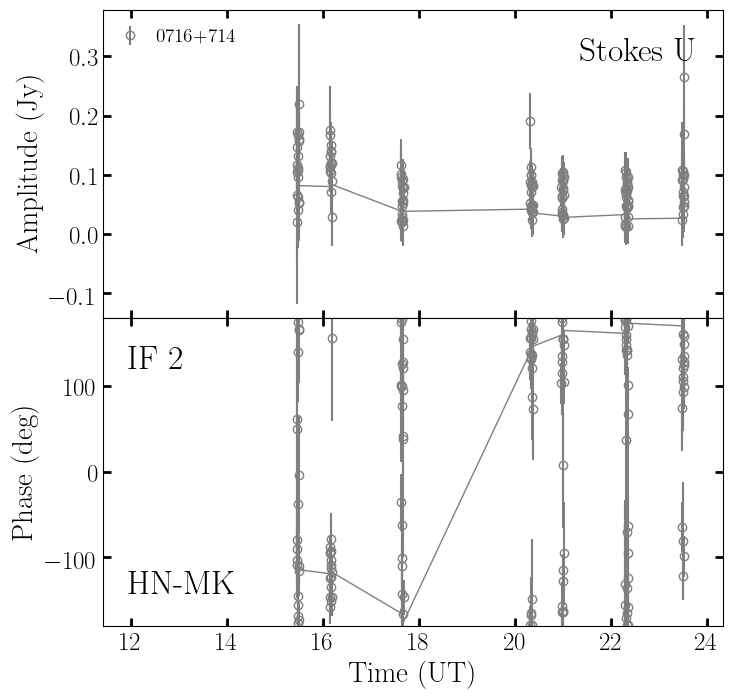 0716+714
Stokes U
Amplitude (Jy)
0.3
0.2
0.1
0.0
−0.1
IF 2
HN-MK
Phase (deg)
100
0
−100
12 14 16 18 20 22 24
Time (UT)